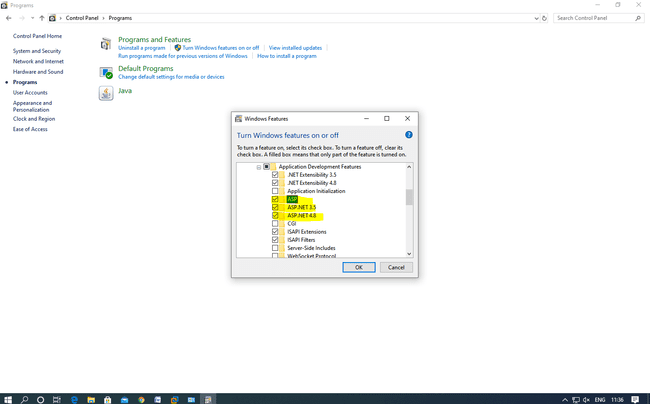 Programs
Control Panel > Programs
Search Control Panel
Control Panel Home
System and Security
Network and Internet
Hardware and Sound
Programs
User Accounts
Appearance and
Personalization
Clock and Region
Ease of Access
Programs and Features
Uninstall a program | Turn Windows features on or off | View installed updates
Run programs made for previous versions of Windows | How to install a program
Default Programs
Change default settings for media or devices
Java
Windows Features
Turn Windows features on or off
To turn a feature on, select its check box. To turn a feature off, clear its
check box. A filled box means that only part of the feature is turned on.
Application Development Features
.NET Extensibility 3.5
.NET Extensibility 4.8
Application Initialization
ASP
ASP.NET 3.5
ASP.NET 4.8
CGI
ISAPI Extensions
ISAPI Filters
Server-Side Includes
WebSocket Protocol
OK
Cancel
ENG
11:36